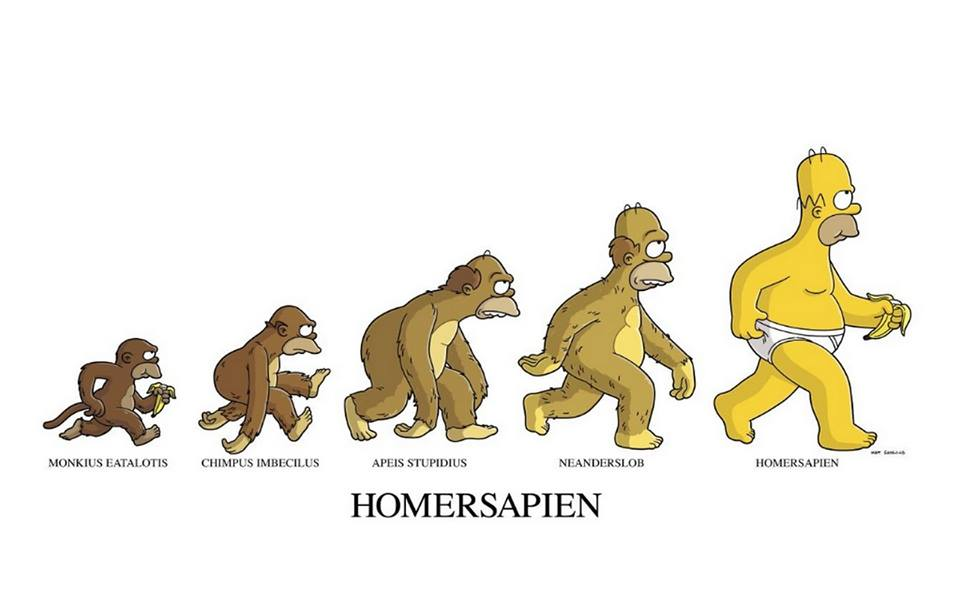 MONKIUS EATALOTIS
CHIMPUS IMBECILUS
APEIS STUPIDIUS
NEANDERSLOB
HOMERSAPIEN
HOMERSAPIEN